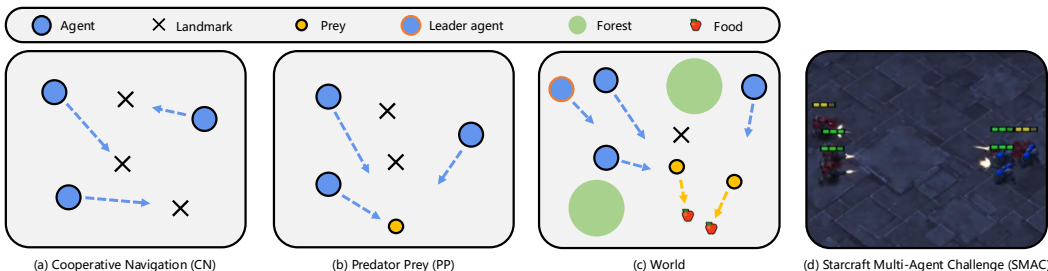 Agent Landmark Prey Leader agent Forest Food
(a) Cooperative Navigation (CN) (b) Predator Prey (PP) (c) World (d) Starcraft Multi-Agent Challenge (SMAC)